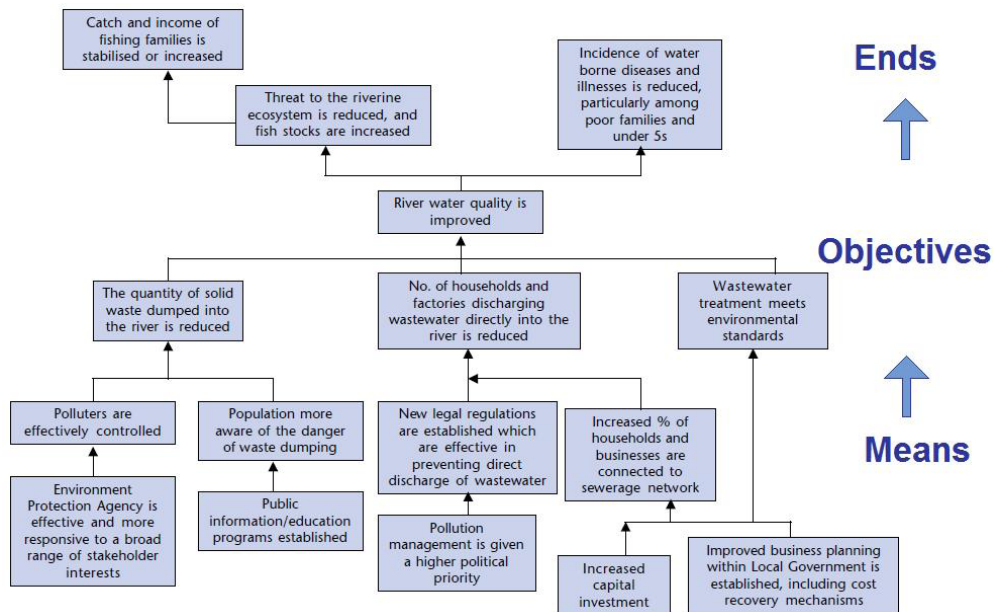 Catch and income of
fishing families is
stabilised or increased
Incidence of water
borne diseases and
illnesses is reduced,
particularly among
poor families and
under 5s
Ends
Threat to the riverine
ecosystem is reduced, and
fish stocks are increased
River water quality is
improved
Objectives
The quantity of solid
waste dumped into
the river is reduced
No. of households and
factories discharging
wastewater directly into the
river is reduced
Wastewater
treatment meets
environmental
standards
Polluters are
effectively controlled
Population more
aware of the danger
of waste dumping
New legal regulations
are established which
are effective in
preventing direct
discharge of wastewater
Increased % of
households and
businesses are
connected to
sewerage network
Means
Environment
Protection Agency is
effective and more
responsive to a broad
range of stakeholder
interests
Public
information/education
programs established
Pollution
management is given
a higher political
priority
Increased
capital
investment
Improved business planning
within Local Government is
established, including cost
recovery mechanisms